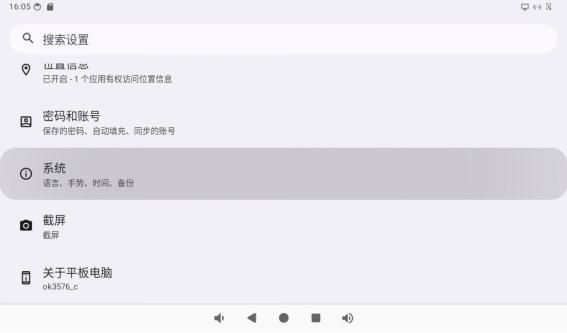 16:05
搜索设置
位置信息
已开启 - 1 个应用有权访问位置信息
密码和账号
保存的密码、自动填充、同步的账号
系统
语言、手势、时间、备份
截屏
截屏
关于平板电脑
ok3576_c